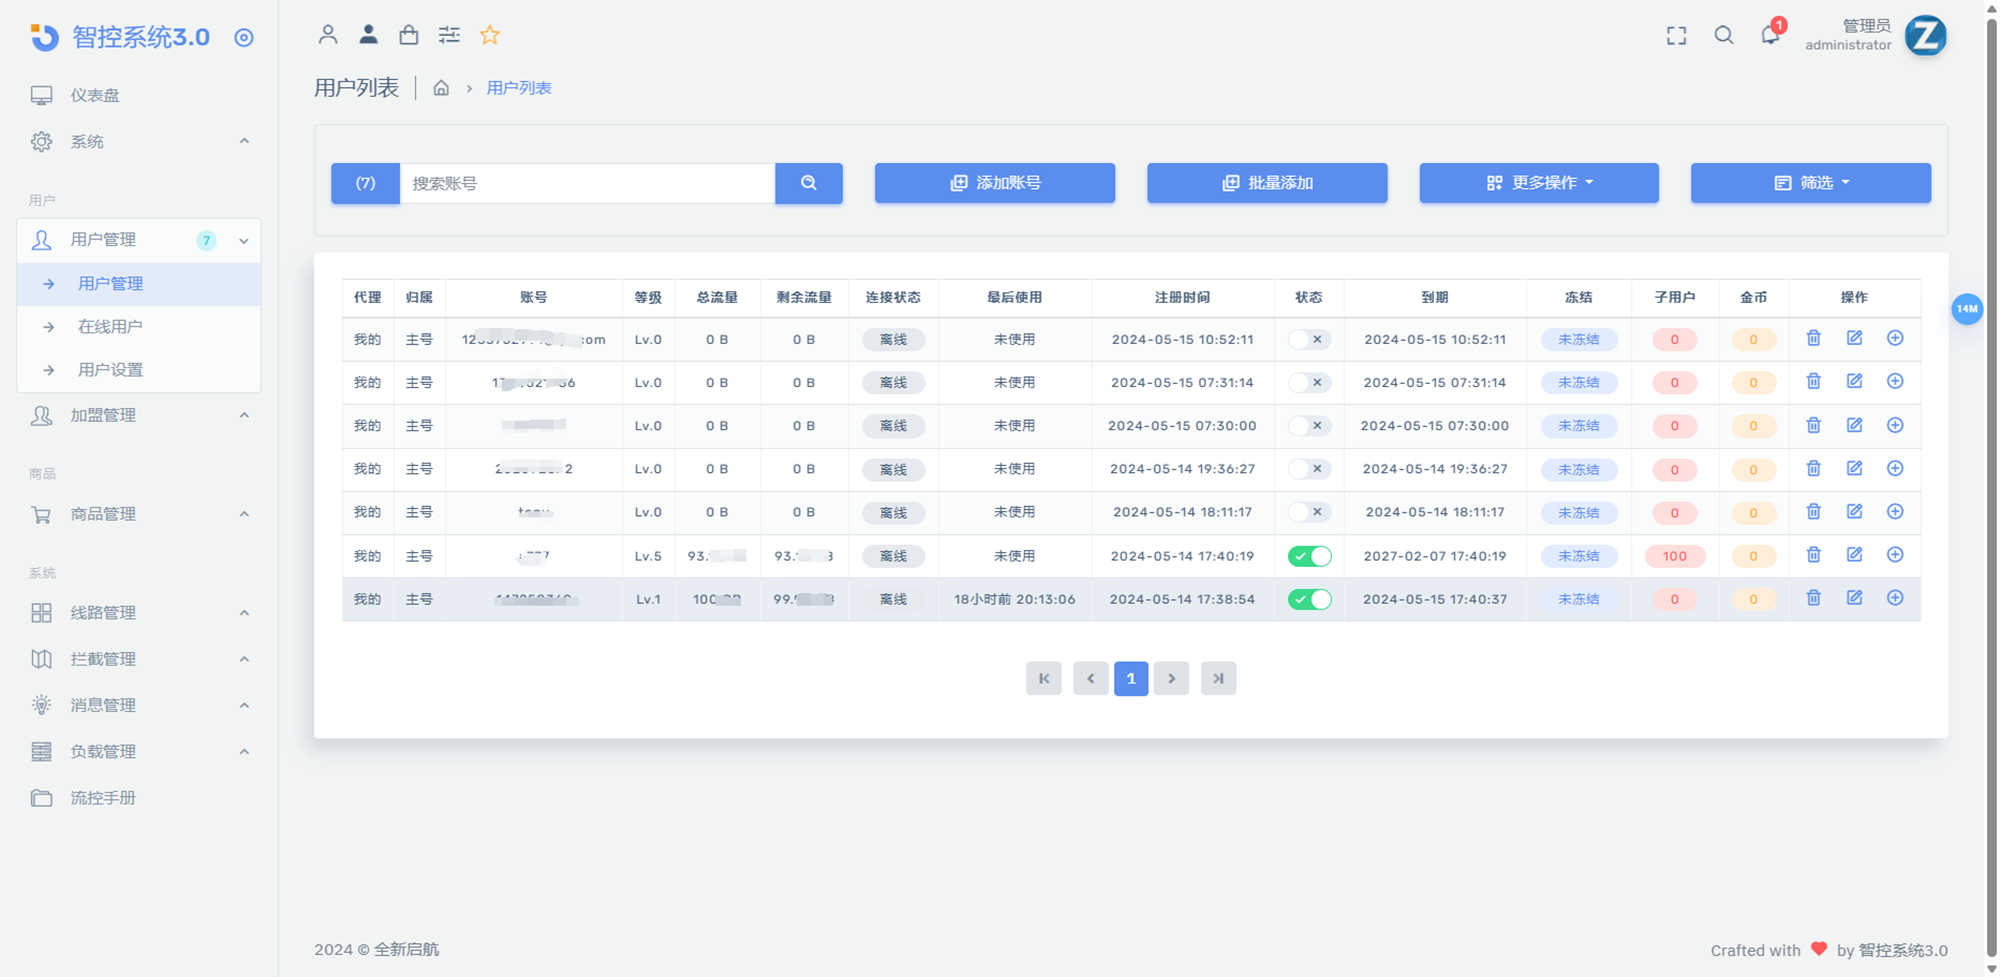 智控系统3.0
1
管理员
administrator
Z
仪表盘
系统
用户
用户管理 7
用户管理
在线用户
用户设置
加盟管理
商品
商品管理
系统
线路管理
拦截管理
消息管理
负载管理
流控手册
用户列表 › 用户列表
(7) 搜索账号 添加账号 批量添加 更多操作 筛选
代理 归属 账号 等级 总流量 剩余流量 连接状态 最后使用 注册时间 状态 到期 冻结 子用户 金币 操作
我的 主号 com Lv.0 0 B 0 B 离线 未使用 2024-05-15 10:52:11 2024-05-15 10:52:11 未冻结 0 0
我的 主号 Lv.0 0 B 0 B 离线 未使用 2024-05-15 07:31:14 2024-05-15 07:31:14 未冻结 0 0
我的 主号 Lv.0 0 B 0 B 离线 未使用 2024-05-15 07:30:00 2024-05-15 07:30:00 未冻结 0 0
我的 主号 Lv.0 0 B 0 B 离线 未使用 2024-05-14 19:36:27 2024-05-14 19:36:27 未冻结 0 0
我的 主号 Lv.0 0 B 0 B 离线 未使用 2024-05-14 18:11:17 2024-05-14 18:11:17 未冻结 0 0
我的 主号 Lv.5 93. 93. 离线 未使用 2024-05-14 17:40:19 2027-02-07 17:40:19 未冻结 100 0
我的 主号 Lv.1 100 99. 离线 18小时前 20:13:06 2024-05-14 17:38:54 2024-05-15 17:40:37 未冻结 0 0
14M
1
2024 © 全新启航
Crafted with ❤ by 智控系统3.0